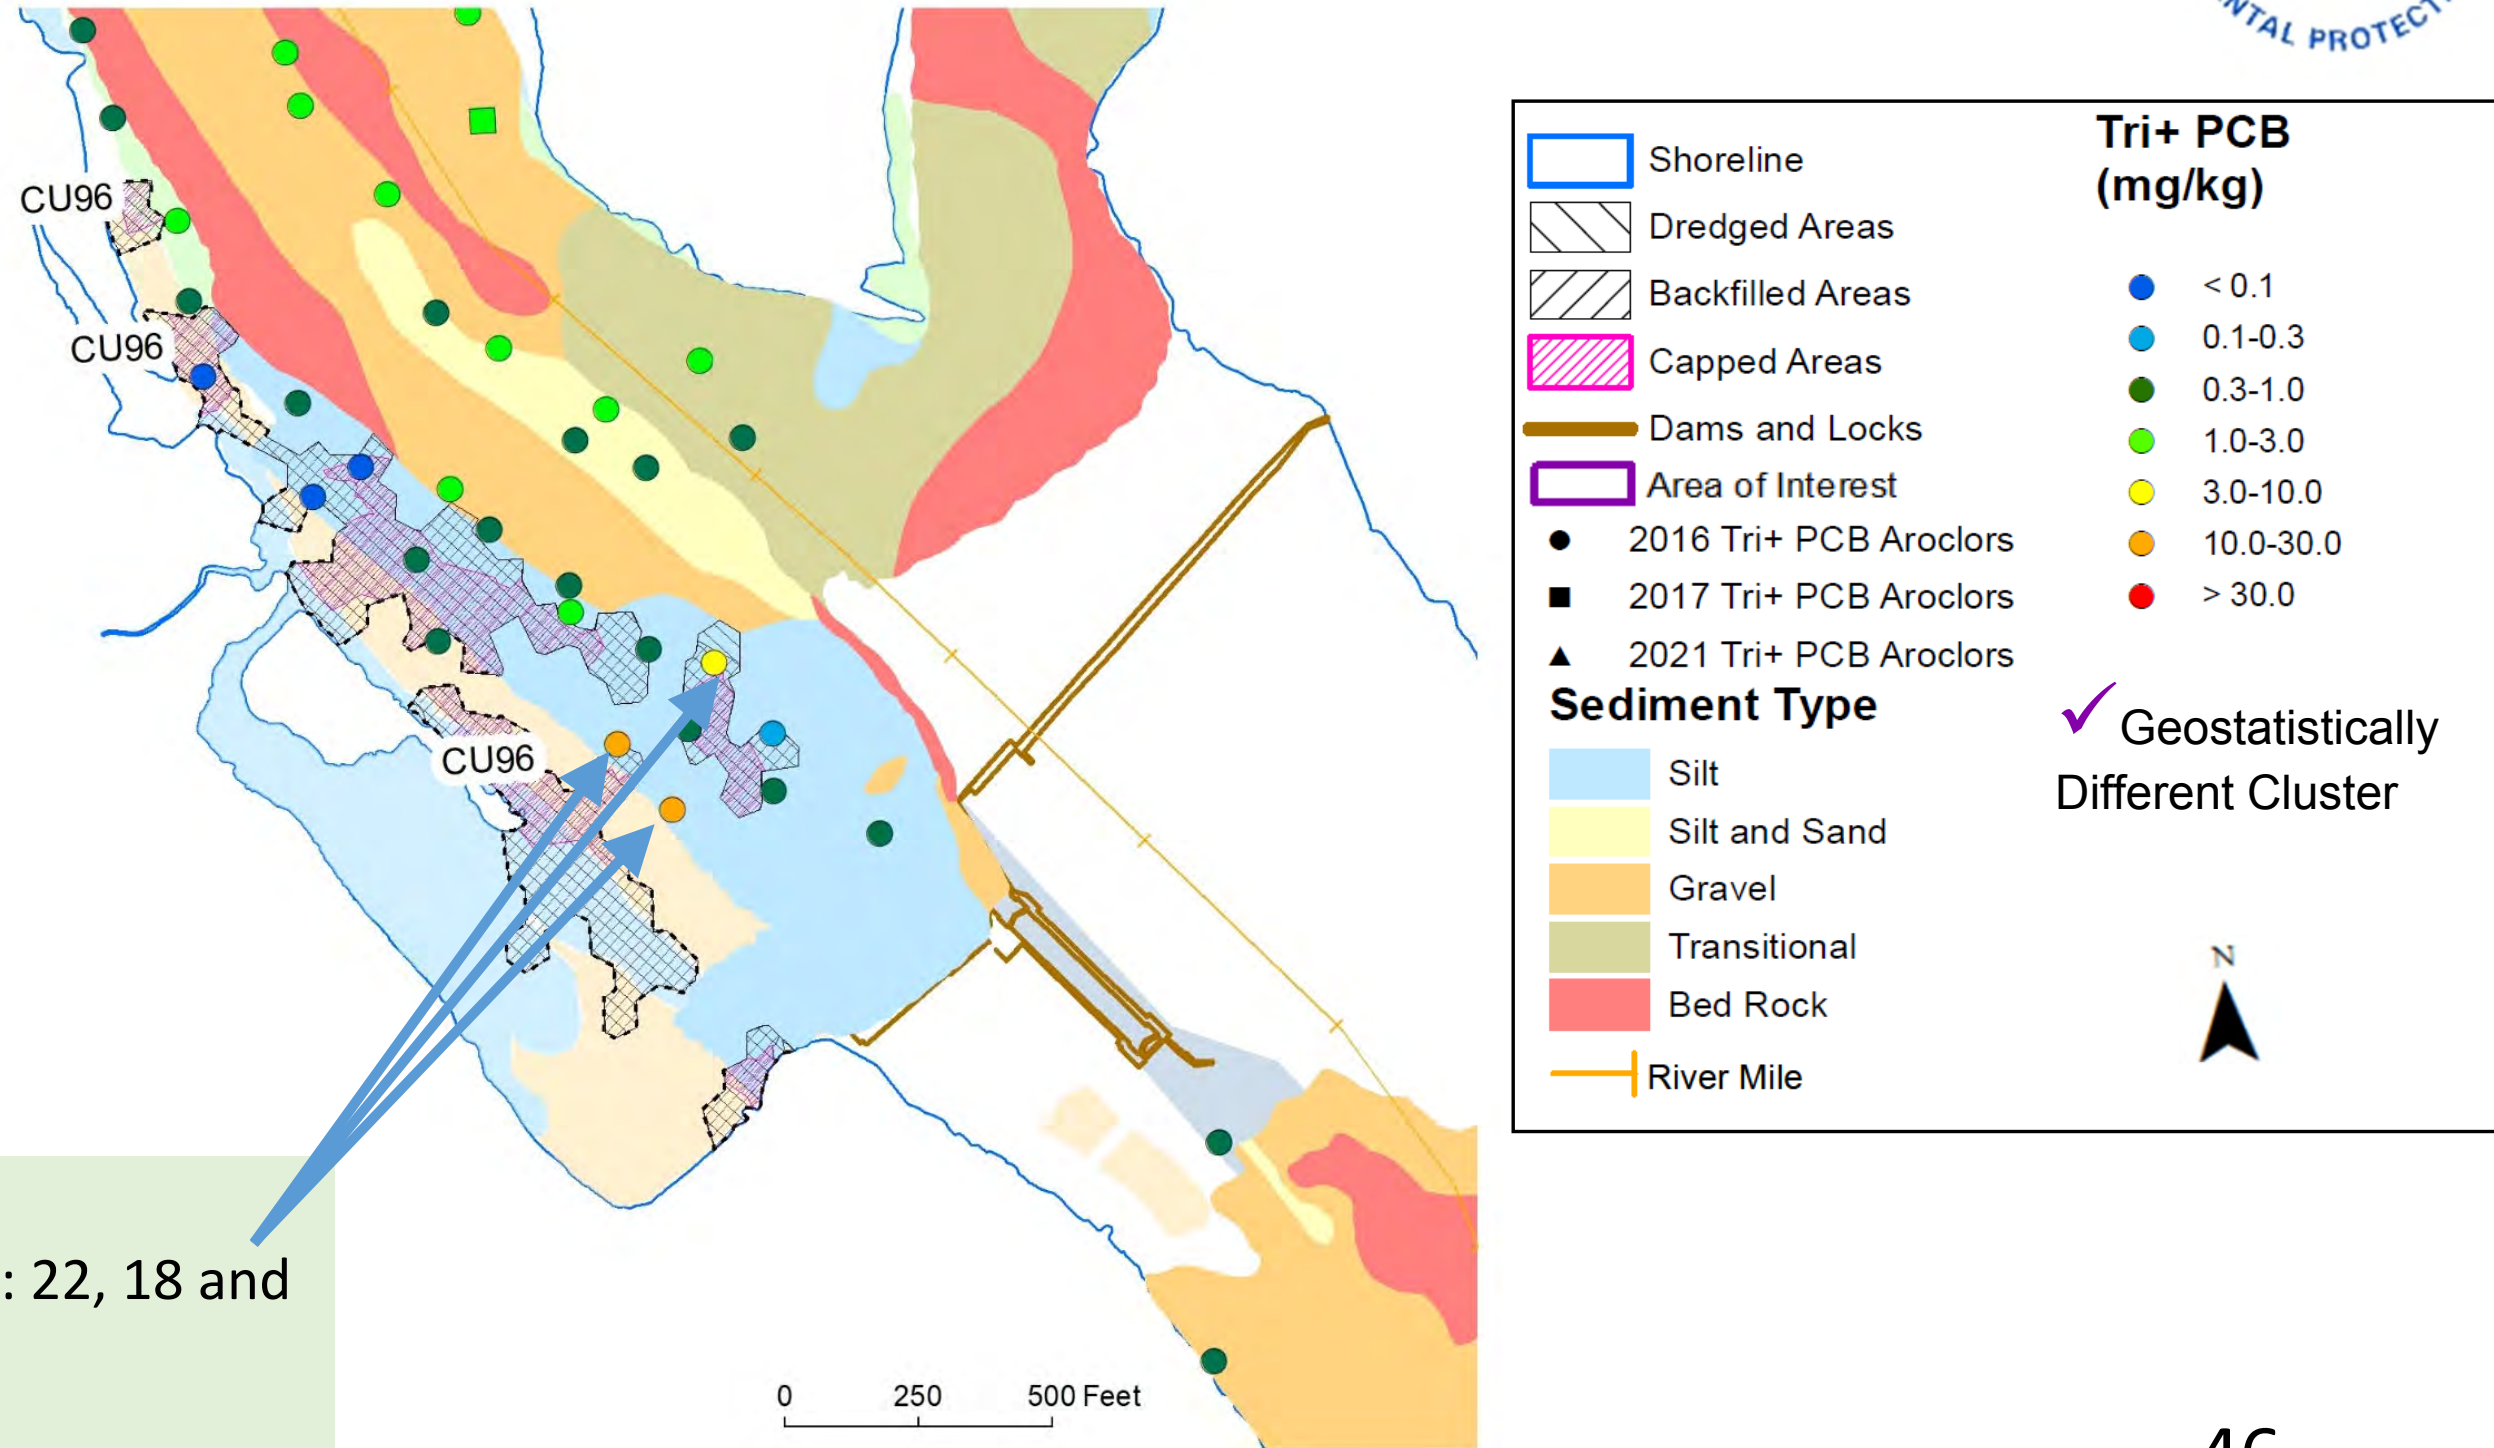 NTAL PROTECT
CU96
CU96
CU96
: 22, 18 and
0 250 500 Feet
Shoreline
Dredged Areas
Backfilled Areas
Capped Areas
Dams and Locks
Area of Interest
2016 Tri+ PCB Aroclors
2017 Tri+ PCB Aroclors
2021 Tri+ PCB Aroclors
Sediment Type
Silt
Silt and Sand
Gravel
Transitional
Bed Rock
River Mile
Tri+ PCB
(mg/kg)
< 0.1
0.1-0.3
0.3-1.0
1.0-3.0
3.0-10.0
10.0-30.0
> 30.0
Geostatistically
Different Cluster
N